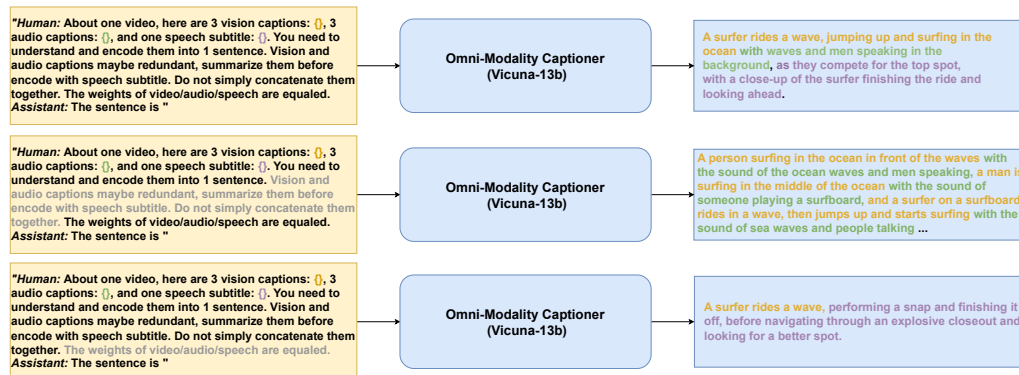 "Human: About one video, here are 3 vision captions: {}, 3
audio captions: {}, and one speech subtitle: {}. You need to
understand and encode them into 1 sentence. Vision and
audio captions maybe redundant, summarize them before
encode with speech subtitle. Do not simply concatenate them
together. The weights of video/audio/speech are equaled.
Assistant: The sentence is "
Omni-Modality Captioner
(Vicuna-13b)
A surfer rides a wave, jumping up and surfing in the
ocean with waves and men speaking in the
background, as they compete for the top spot,
with a close-up of the surfer finishing the ride and
looking ahead.
"Human: About one video, here are 3 vision captions: {}, 3
audio captions: {}, and one speech subtitle: {}. You need to
understand and encode them into 1 sentence. Vision and
audio captions maybe redundant, summarize them before
encode with speech subtitle. Do not simply concatenate them
together. The weights of video/audio/speech are equaled.
Assistant: The sentence is "
Omni-Modality Captioner
(Vicuna-13b)
A person surfing in the ocean in front of the waves with
the sound of the ocean waves and men speaking, a man is
surfing in the middle of the ocean with the sound of
someone playing a surfboard, and a surfer on a surfboard
rides in a wave, then jumps up and starts surfing with the
sound of sea waves and people talking ...
"Human: About one video, here are 3 vision captions: {}, 3
audio captions: {}, and one speech subtitle: {}. You need to
understand and encode them into 1 sentence. Vision and
audio captions maybe redundant, summarize them before
encode with speech subtitle. Do not simply concatenate them
together. The weights of video/audio/speech are equaled.
Assistant: The sentence is "
Omni-Modality Captioner
(Vicuna-13b)
A surfer rides a wave, performing a snap and finishing it
off, before navigating through an explosive closeout and
looking for a better spot.